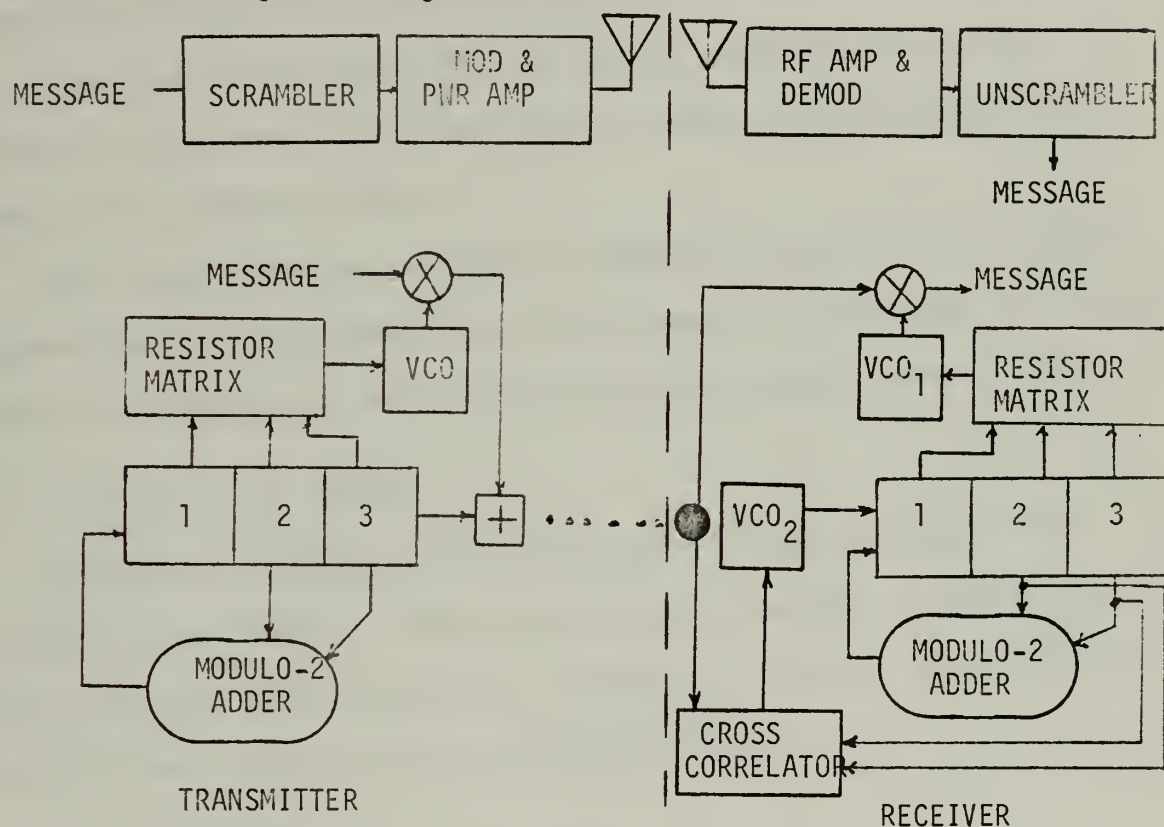 MESSAGE
SCRAMBLER
MOD &
PWR AMP
RF AMP &
DEMOD
UNSCRAMBLER
MESSAGE
MESSAGE
RESISTOR
MATRIX
VCO
1
2
3
+
MODULO-2
ADDER
TRANSMITTER
MESSAGE
VCO1
RESISTOR
MATRIX
VCO2
1
2
3
MODULO-2
ADDER
CROSS
CORRELATOR
RECEIVER